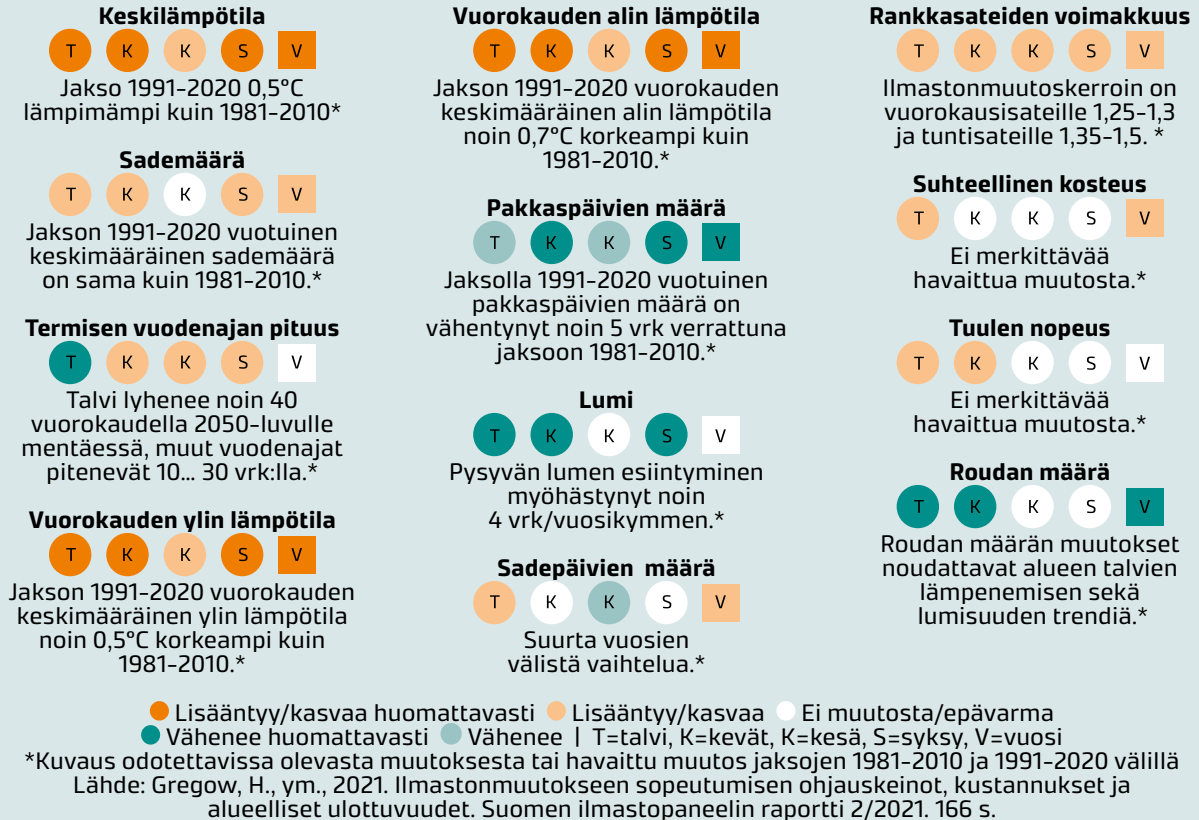 Keskilämpötila
T K K S V
Jakso 1991-2020 0,5°C
lämpimämpi kuin 1981-2010*
Sademäärä
T K K S V
Jakson 1991-2020 vuotuinen
keskimääräinen sademäärä
on sama kuin 1981-2010.*
Termisen vuodenajan pituus
T K K S V
Talvi lyhenee noin 40
vuorokaudella 2050-luvulle
mentäessä, muut vuodenajat
pitenevät 10... 30 vrk:lla.*
Vuorokauden ylin lämpötila
T K K S V
Jakson 1991-2020 vuorokauden
keskimääräinen ylin lämpötila
noin 0,5°C korkeampi kuin
1981-2010.*
Vuorokauden alin lämpötila
T K K S V
Jakson 1991-2020 vuorokauden
keskimääräinen alin lämpötila
noin 0,7°C korkeampi kuin
1981-2010.*
Pakkaspäivien määrä
T K K S V
Jaksolla 1991-2020 vuotuinen
pakkaspäivien määrä on
vähentynyt noin 5 vrk verrattuna
jaksoon 1981-2010.*
Lumi
T K K S V
Pysyvän lumen esiintyminen
myöhästynyt noin
4 vrk/vuosikymmen.*
Sadepäivien määrä
T K K S V
Suurta vuosien
välistä vaihtelua.*
Rankkasateiden voimakkuus
T K K S V
Ilmastonmuutoskerroin on
vuorokausisateille 1,25-1,3
ja tuntisateille 1,35-1,5. *
Suhteellinen kosteus
T K K S V
Ei merkittävää
havaittua muutosta.*
Tuulen nopeus
T K K S V
Ei merkittävää
havaittua muutosta.*
Roudan määrä
T K K S V
Roudan määrän muutokset
noudattavat alueen talvien
lämpenemisen sekä
lumisuuden trendiä.*
Lisääntyy/kasvaa huomattavasti Lisääntyy/kasvaa Ei muutosta/epävarma
Vähenee huomattavasti Vähenee | T=talvi, K=kevät, K=kesä, S=syksy, V=vuosi
*Kuvaus odotettavissa olevasta muutoksesta tai havaittu muutos jaksojen 1981-2010 ja 1991-2020 välillä
Lähde: Gregow, H., ym., 2021. Ilmastonmuutokseen sopeutumisen ohjauskeinot, kustannukset ja
alueelliset ulottuvuudet. Suomen ilmastopaneelin raportti 2/2021. 166 s.